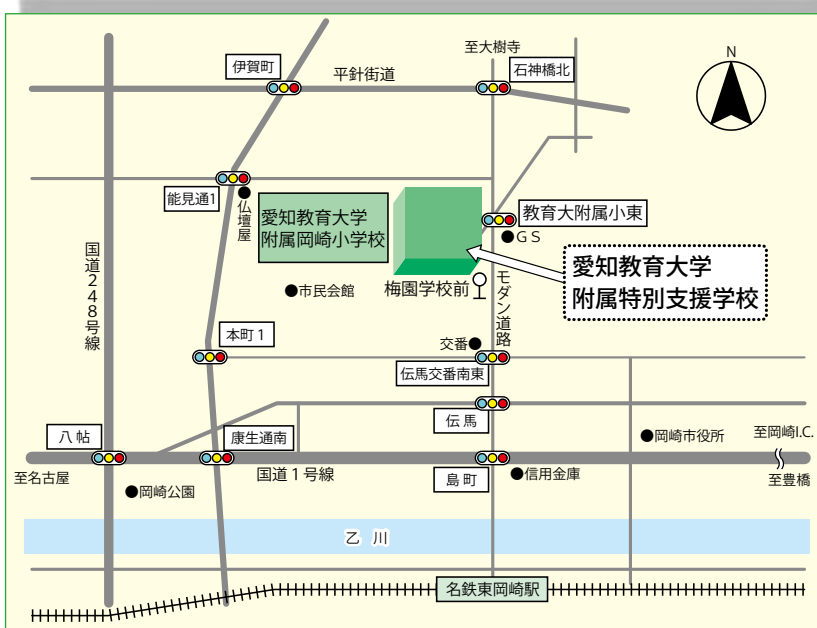 至大樹寺
N
伊賀町
平針街道
石神橋北
能見通1
仏壇屋
愛知教育大学
附属岡崎小学校
教育大附属小東
GS
愛知教育大学
附属特別支援学校
国道248号線
市民会館
梅園学校前
モダン道路
本町1
交番
伝馬交番南東
伝馬
八帖
康生通南
岡崎市役所
至岡崎I.C.
至名古屋
国道1号線
島町
信用金庫
至豊橋
岡崎公園
乙川
名鉄東岡崎駅